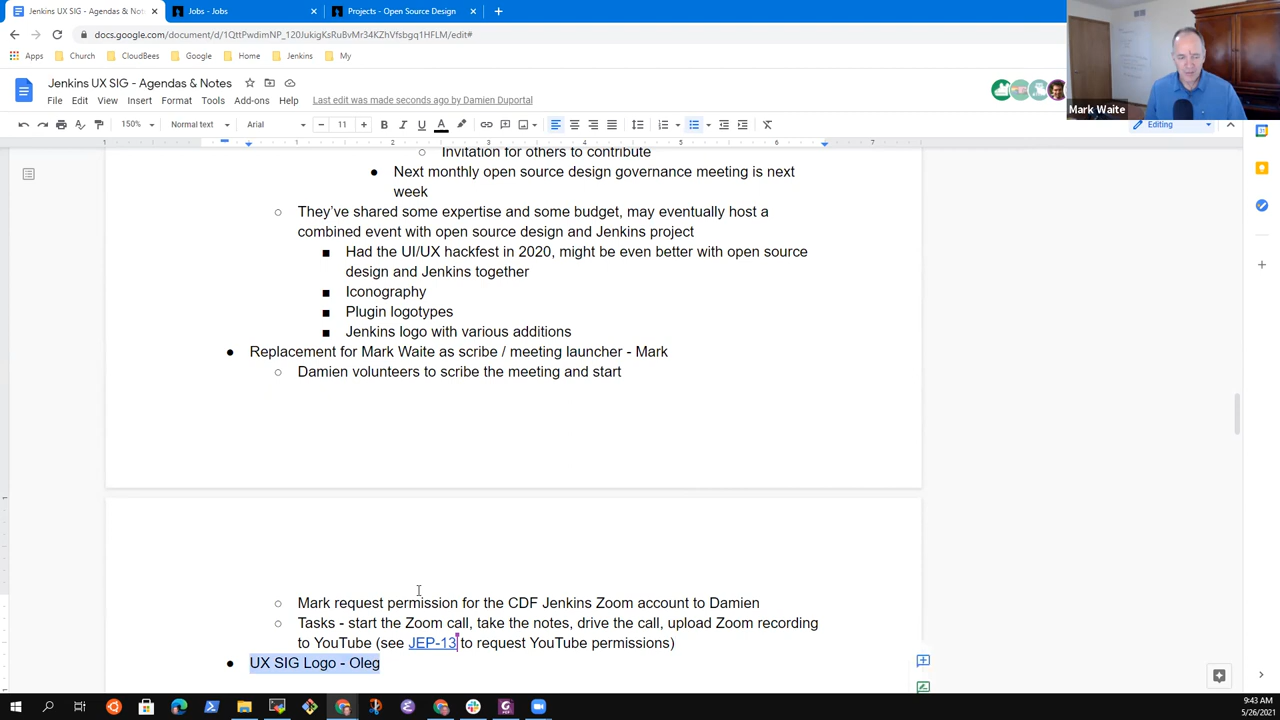 Jenkins UX SIG - Agendas & Not
Jobs - Jobs
Projects - Open Source Design
docs.google.com/document/d/1QttPwdimNP_120JukigKsRuBvMr34KZhVfsbgq1HFLM/edit#
Apps
Church
CloudBees
Google
Home
Jenkins
My
Jenkins UX SIG - Agendas & Notes
File Edit View Insert Format Tools Add-ons Help Last edit was made seconds ago by Damien Duportal
150% Normal text Arial 11 Editing
Mark Waite
1 1 2 3 4 5 6 7
Invitation for others to contribute
Next monthly open source design governance meeting is next
week
They've shared some expertise and some budget, may eventually host a
combined event with open source design and Jenkins project
Had the UI/UX hackfest in 2020, might be even better with open source
design and Jenkins together
Iconography
Plugin logotypes
Jenkins logo with various additions
Replacement for Mark Waite as scribe / meeting launcher - Mark
Damien volunteers to scribe the meeting and start
Mark request permission for the CDF Jenkins Zoom account to Damien
Tasks - start the Zoom call, take the notes, drive the call, upload Zoom recording
to YouTube (see JEP-13 to request YouTube permissions)
UX SIG Logo - Oleg
9:43 AM
5/26/2021